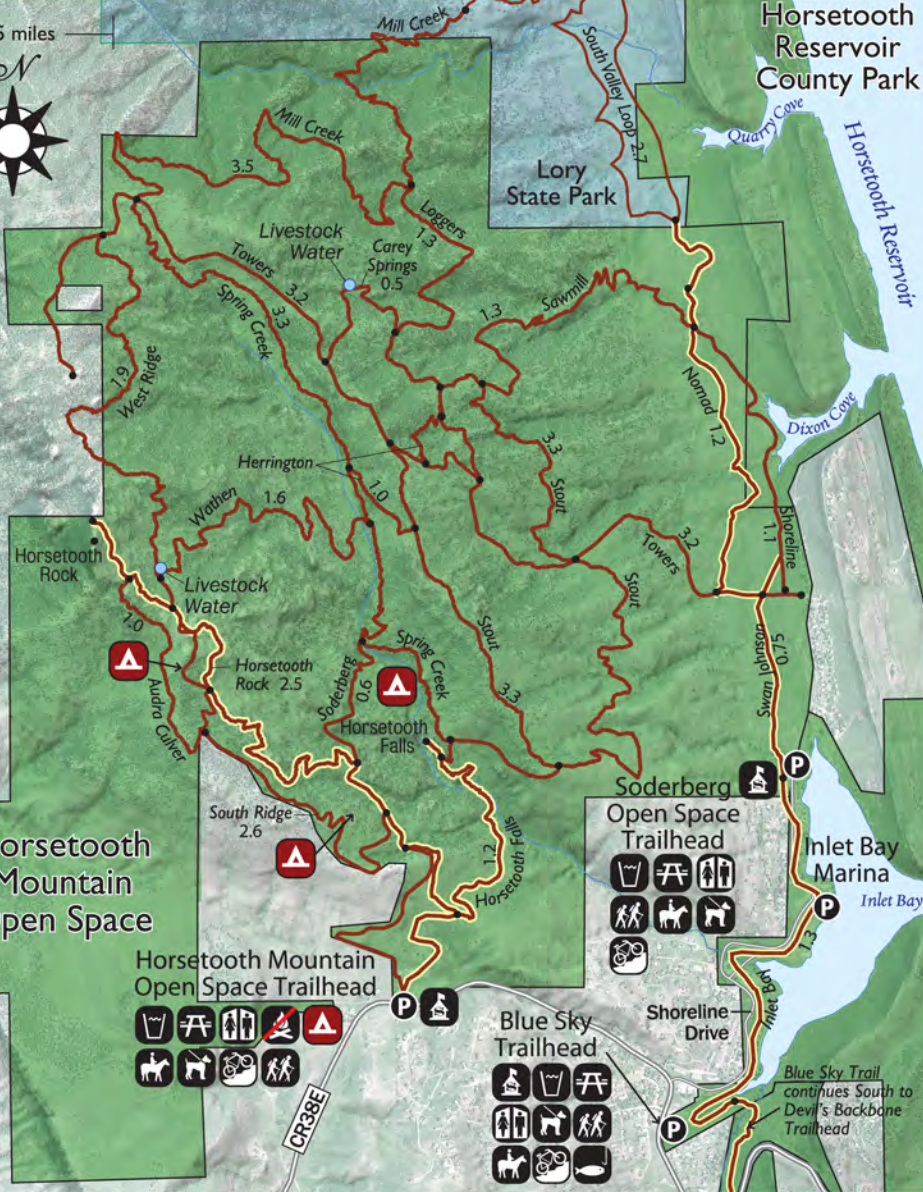 5 miles
N
Mill Creek
South Valley Loop 2.7
Horsetooth
Reservoir
County Park
Quarry Cove
Horsetooth Reservoir
Mill Creek
3.5
Lory
State Park
Loggers
1.3
Livestock
Water
Carey
Springs
0.5
Towers
3.2
Spring Creek
3.3
1.3
Sawmill
1.9
West Ridge
Nomad 1.2
Dixon Cove
Herrington
1.0
3.3
Stout
Wathen
1.6
3.2
Towers
Shoreline
1.1
Horsetooth
Rock
Livestock
Water
1.0
Audra Culver
Horsetooth
Rock 2.5
Soderberg
0.6
Spring Creek
Stout
3.3
Stout
Swan Johnson
0.75
Horsetooth
Falls
South Ridge
2.6
Horsetooth Falls
1.2
Soderberg
Open Space
Trailhead
P
Inlet Bay
Marina
Inlet Bay
P
1.3
Inlet Bay
orsetooth
Mountain
pen Space
Horsetooth Mountain
Open Space Trailhead
P
CR38E
Shoreline
Drive
Blue Sky
Trailhead
P
Blue Sky Trail
continues South to
Devil's Backbone
Trailhead